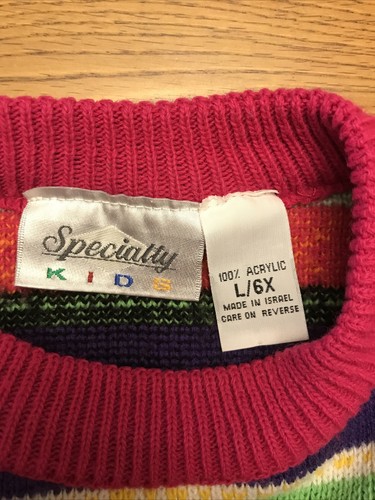 Specialty
KIDS
100% ACRYLIC
L/6X
MADE IN ISRAEL
CARE ON REVERSE